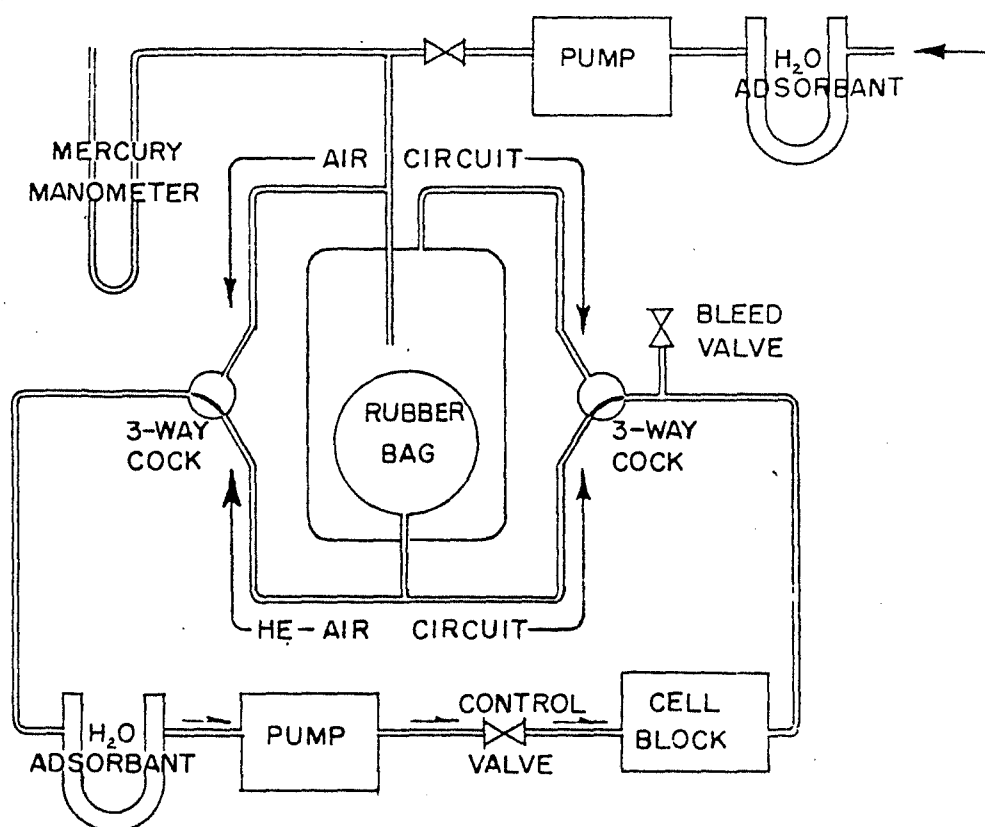 PUMP
H₂O
ADSORBANT
MERCURY
MANOMETER
AIR CIRCUIT
BLEED
VALVE
RUBBER
BAG
3-WAY
COCK
3-WAY
COCK
HE-AIR CIRCUIT
H₂O
ADSORBANT
PUMP
CONTROL
VALVE
CELL
BLOCK